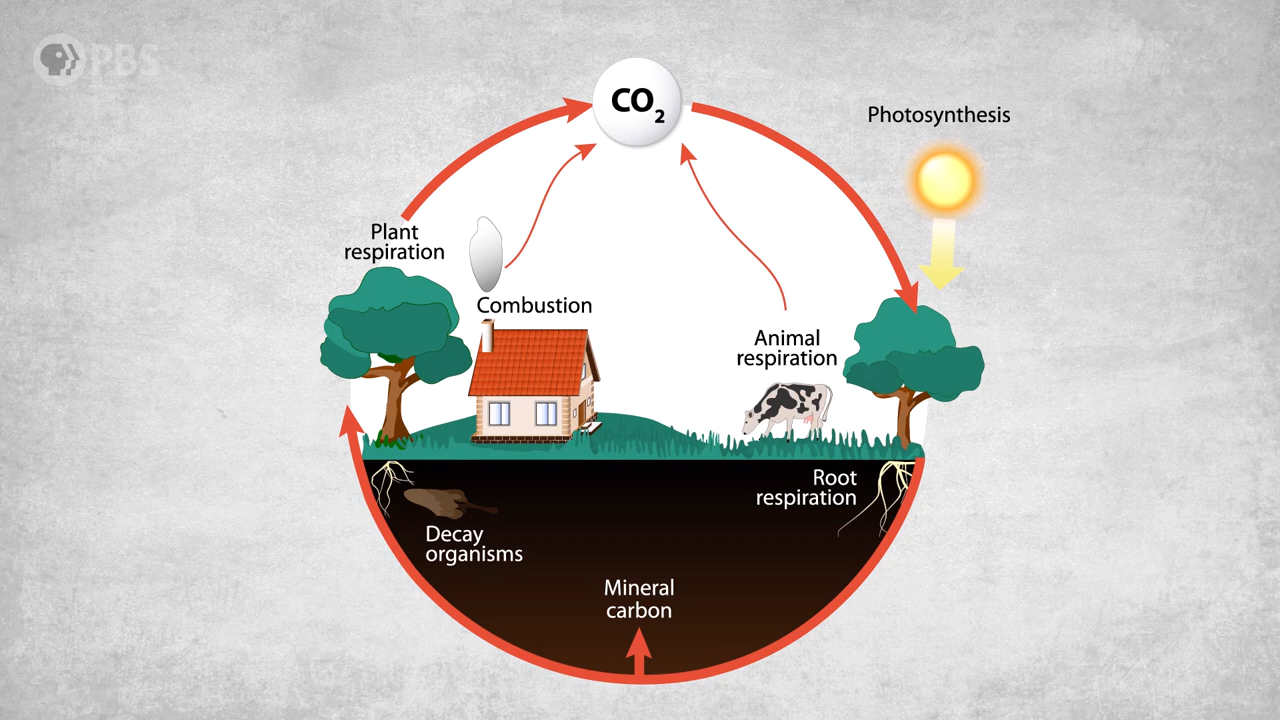 PBS
CO₂
Photosynthesis
Plant
respiration
Combustion
Animal
respiration
Root
respiration
Decay
organisms
Mineral
carbon